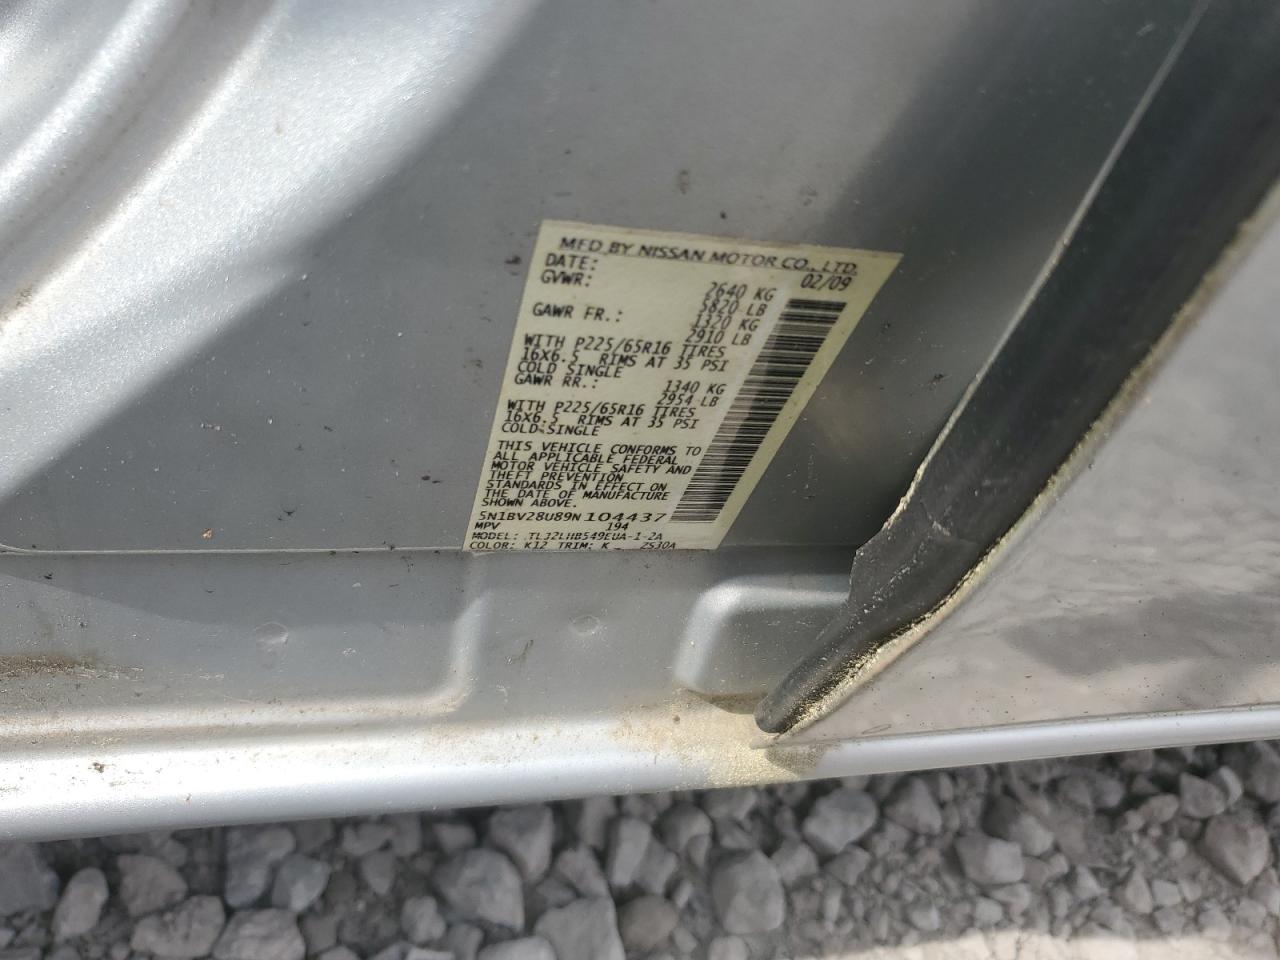 MFD BY NISSAN MOTOR CO., LTD.
DATE: 02/09
GVWR: 2640 KG
5820 LB
GAWR FR.: 1320 KG
2910 LB
WITH P225/65R16 TIRES
16X6.5 RIMS AT 35 PSI
COLD SINGLE
GAWR RR.: 1340 KG
2954 LB
WITH P225/65R16 TIRES
16X6.5 RIMS AT 35 PSI
COLD SINGLE
THIS VEHICLE CONFORMS TO
ALL APPLICABLE FEDERAL
MOTOR VEHICLE SAFETY AND
THEFT PREVENTION
STANDARDS IN EFFECT ON
THE DATE OF MANUFACTURE
SHOWN ABOVE.
5N1BV28U89N104437
MPV 194
MODEL: TLJ2LHB549EUA-1-2A
COLOR: K12 TRIM: K ZS30A